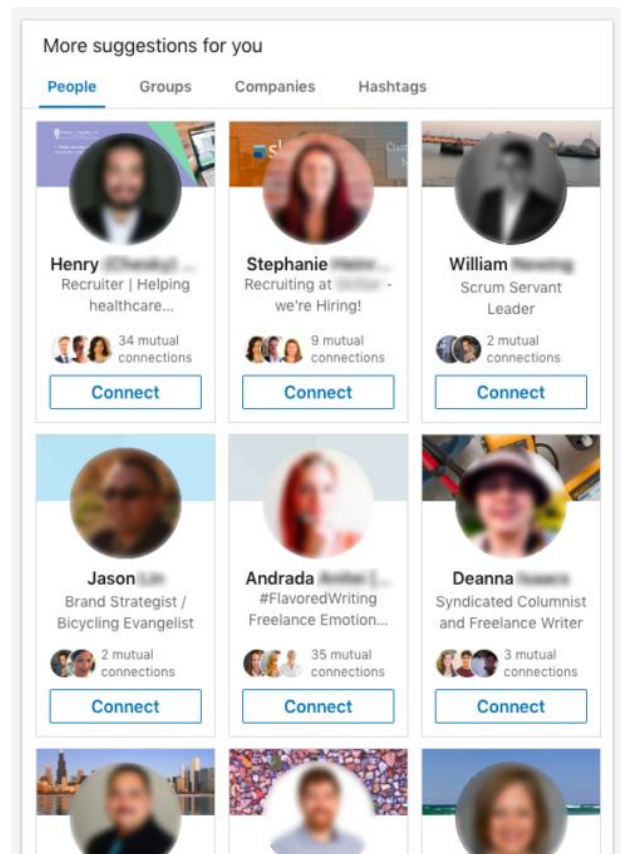 More suggestions for you
People Groups Companies Hashtags
Henry
Recruiter | Helping
healthcare...
34 mutual
connections
Connect
Stephanie
Recruiting at -
we're Hiring!
9 mutual
connections
Connect
William
Scrum Servant
Leader
2 mutual
connections
Connect
Jason
Brand Strategist /
Bicycling Evangelist
2 mutual
connections
Connect
Andrada
#FlavoredWriting
Freelance Emotion...
35 mutual
connections
Connect
Deanna
Syndicated Columnist
and Freelance Writer
3 mutual
connections
Connect